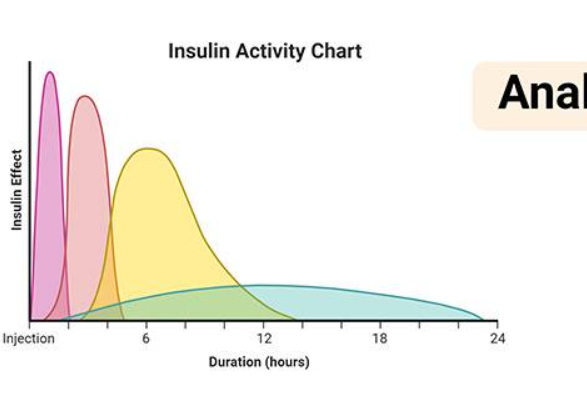 Insulin Activity Chart
Anal
Insulin Effect
Injection 6 12 18 24
Duration (hours)